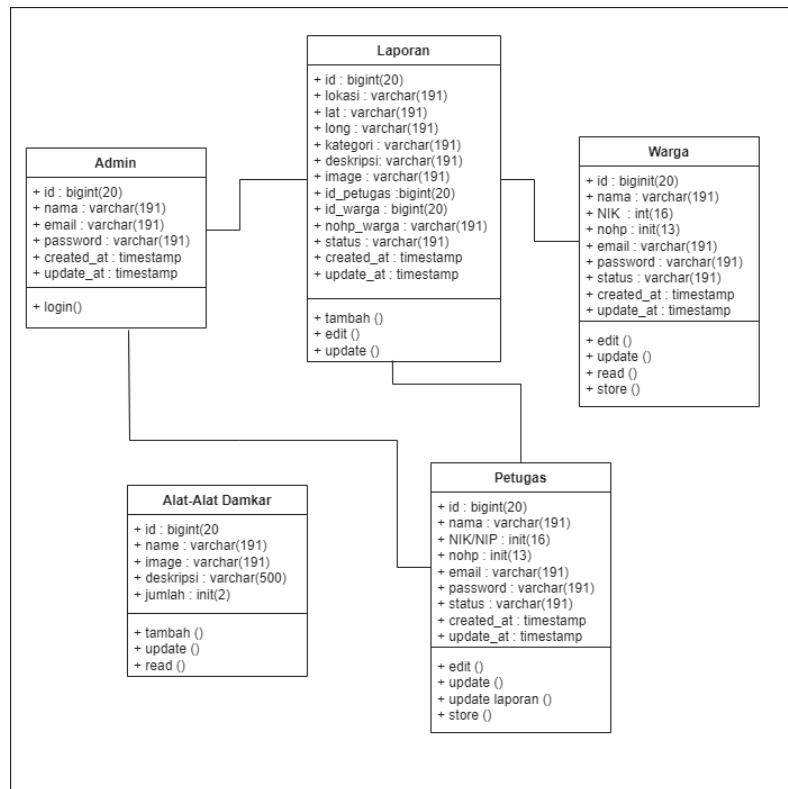 Laporan
+ id : bigint(20)
+ lokasi : varchar(191)
+ lat : varchar(191)
+ long : varchar(191)
+ kategori : varchar(191)
+ deskripsi: varchar(191)
+ image : varchar(191)
+ id_petugas :bigint(20)
+ id_warga : bigint(20)
+ nohp_warga : varchar(191)
+ status : varchar(191)
+ created_at : timestamp
+ update_at : timestamp
+ tambah ()
+ edit ()
+ update ()
Admin
+ id : bigint(20)
+ nama : varchar(191)
+ email : varchar(191)
+ password : varchar(191)
+ created_at : timestamp
+ update_at : timestamp
+ login()
Warga
+ id : biginit(20)
+ nama : varchar(191)
+ NIK : int(16)
+ nohp : init(13)
+ email : varchar(191)
+ password : varchar(191)
+ status : varchar(191)
+ created_at : timestamp
+ update_at : timestamp
+ edit ()
+ update ()
+ read ()
+ store ()
Alat-Alat Damkar
+ id : bigint(20
+ name : varchar(191)
+ image : varchar(191)
+ deskripsi : varchar(500)
+ jumlah : init(2)
+ tambah ()
+ update ()
+ read ()
Petugas
+ id : bigint(20)
+ nama : varchar(191)
+ NIK/NIP : init(16)
+ nohp : init(13)
+ email : varchar(191)
+ password : varchar(191)
+ status : varchar(191)
+ created_at : timestamp
+ update_at : timestamp
+ edit ()
+ update ()
+ update laporan ()
+ store ()